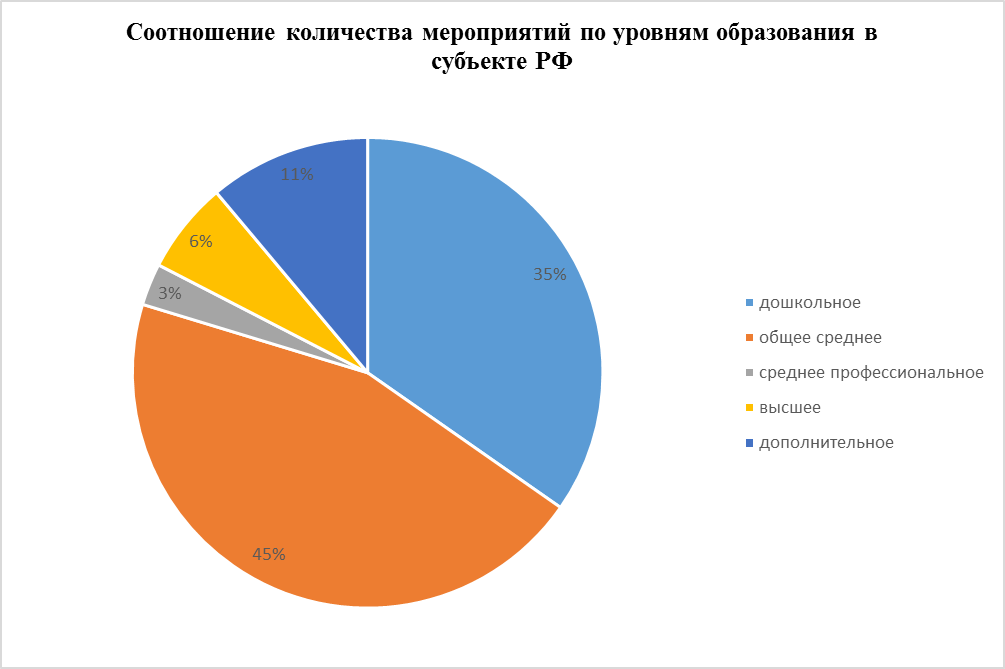 Соотношение количества мероприятий по уровням образования в
субъекте РФ
11%
6%
35%
3%
45%
дошкольное
общее среднее
среднее профессиональное
высшее
дополнительное